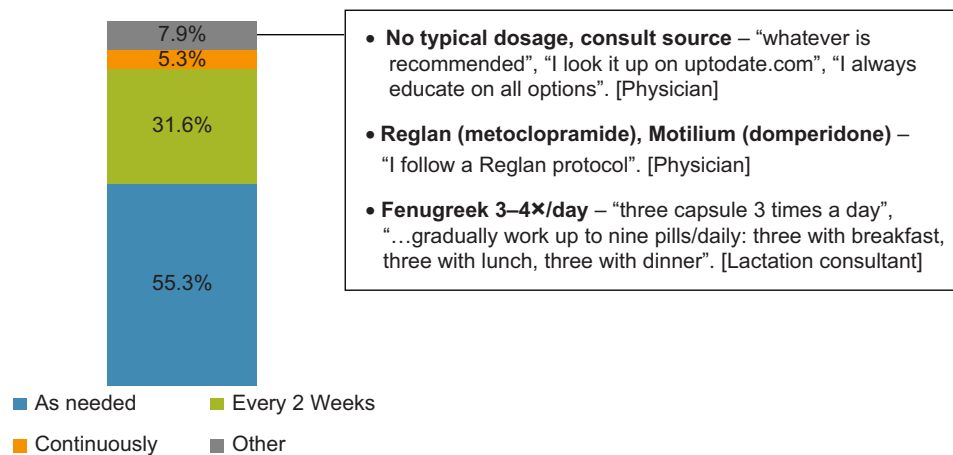 7.9%
5.3%
31.6%
55.3%
• No typical dosage, consult source – “whatever is
recommended”, “I look it up on uptodate.com”, “I always
educate on all options”. [Physician]
• Reglan (metoclopramide), Motilium (domperidone) –
“I follow a Reglan protocol”. [Physician]
• Fenugreek 3–4×/day – “three capsule 3 times a day”,
“…gradually work up to nine pills/daily: three with breakfast,
three with lunch, three with dinner”. [Lactation consultant]
As needed
Every 2 Weeks
Continuously
Other